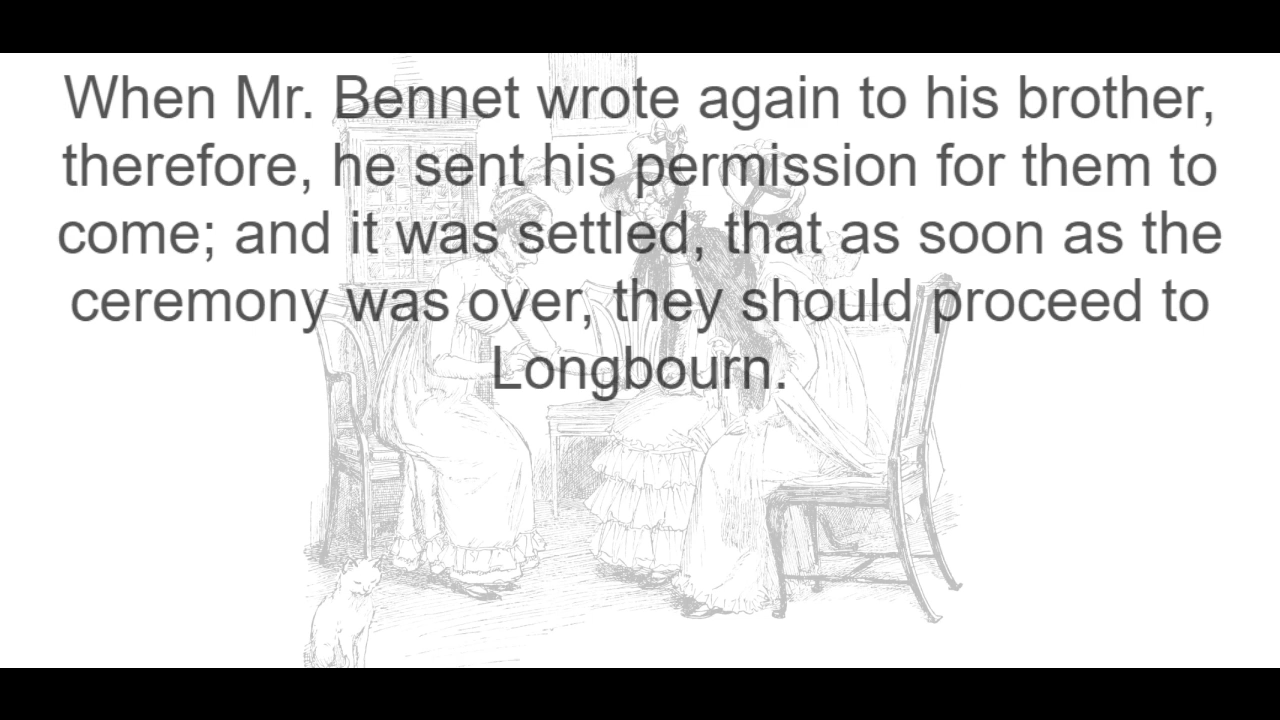 When Mr. Bennet wrote again to his brother,
therefore, he sent his permission for them to
come; and it was settled, that as soon as the
ceremony was over, they should proceed to
Longbourn.